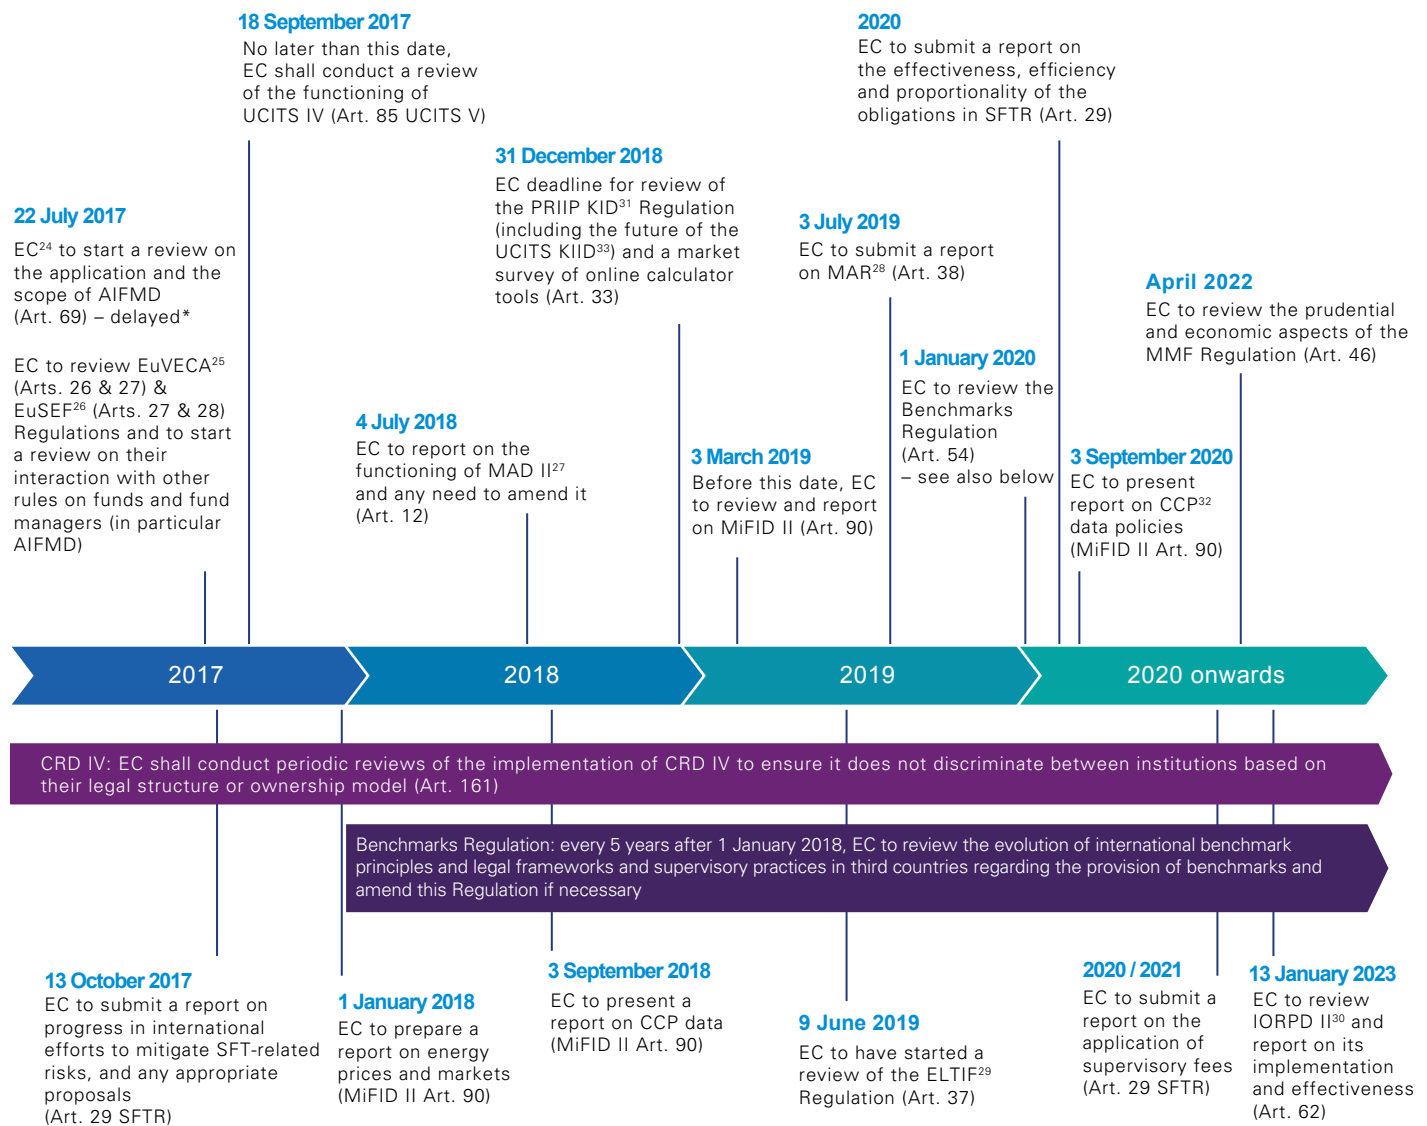 18 September 2017
No later than this date,
EC shall conduct a review
of the functioning of
UCITS IV (Art. 85 UCITS V)
2020
EC to submit a report on
the effectiveness, efficiency
and proportionality of the
obligations in SFTR (Art. 29)
31 December 2018
EC deadline for review of
the PRIIP KID31 Regulation
(including the future of the
UCITS KIID33) and a market
survey of online calculator
tools (Art. 33)
22 July 2017
EC24 to start a review on
the application and the
scope of AIFMD
(Art. 69) – delayed*
EC to review EuVECA25
(Arts. 26 & 27) &
EuSEF26 (Arts. 27 & 28)
Regulations and to start
a review on their
interaction with other
rules on funds and fund
managers (in particular
AIFMD)
3 July 2019
EC to submit a report
on MAR28 (Art. 38)
April 2022
EC to review the prudential
and economic aspects of the
MMF Regulation (Art. 46)
1 January 2020
EC to review the
Benchmarks
Regulation
(Art. 54)
– see also below
4 July 2018
EC to report on the
functioning of MAD II27
and any need to amend it
(Art. 12)
3 March 2019
Before this date, EC
to review and report
on MiFID II (Art. 90)
3 September 2020
EC to present
report on CCP32
data policies
(MiFID II Art. 90)
2017
2018
2019
2020 onwards
CRD IV: EC shall conduct periodic reviews of the implementation of CRD IV to ensure it does not discriminate between institutions based on
their legal structure or ownership model (Art. 161)
Benchmarks Regulation: every 5 years after 1 January 2018, EC to review the evolution of international benchmark
principles and legal frameworks and supervisory practices in third countries regarding the provision of benchmarks and
amend this Regulation if necessary
13 October 2017
EC to submit a report on
progress in international
efforts to mitigate SFT-related
risks, and any appropriate
proposals
(Art. 29 SFTR)
1 January 2018
EC to prepare a
report on energy
prices and markets
(MiFID II Art. 90)
3 September 2018
EC to present a
report on CCP data
(MiFID II Art. 90)
9 June 2019
EC to have started a
review of the ELTIF29
Regulation (Art. 37)
2020 / 2021
EC to submit a
report on the
application of
supervisory fees
(Art. 29 SFTR)
13 January 2023
EC to review
IORPD II30 and
report on its
implementation
and effectiveness
(Art. 62)